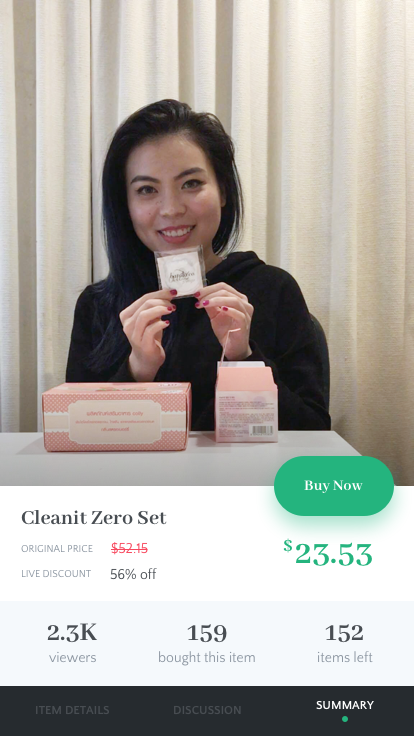 Buy Now
Cleanit Zero Set
ORIGINAL PRICE $52.15
$23.53
LIVE DISCOUNT 56% off
2.3K 159 152
viewers bought this item items left
ITEM DETAILS DISCUSSION SUMMARY